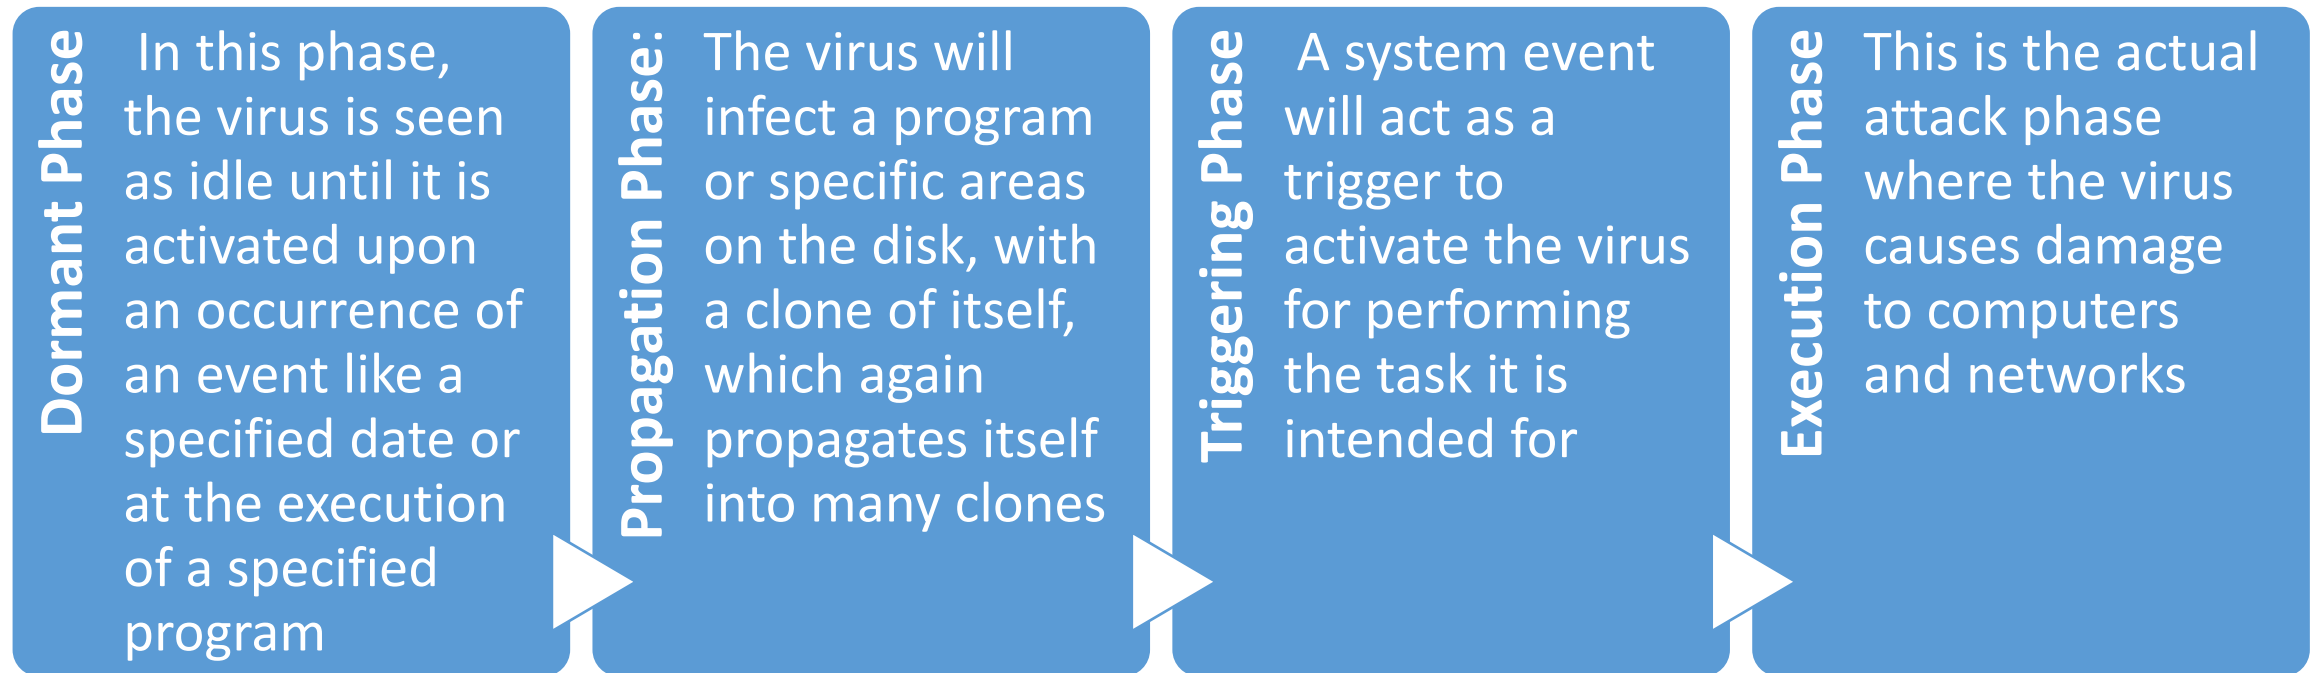 Dormant Phase
In this phase,
the virus is seen
as idle until it is
activated upon
an occurrence of
an event like a
specified date or
at the execution
of a specified
program
Propagation Phase:
The virus will
infect a program
or specific areas
on the disk, with
a clone of itself,
which again
propagates itself
into many clones
Triggering Phase
A system event
will act as a
trigger to
activate the virus
for performing
the task it is
intended for
Execution Phase
This is the actual
attack phase
where the virus
causes damage
to computers
and networks